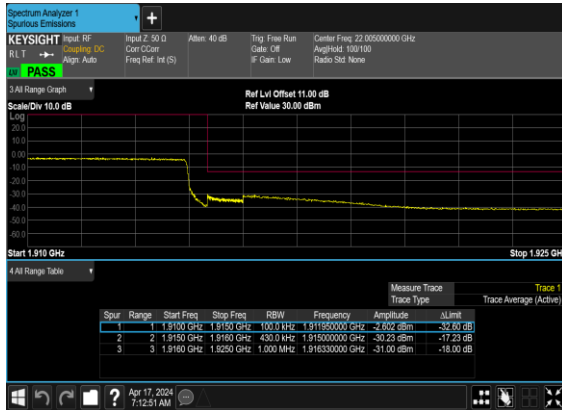 Spectrum Analyzer 1
Spurious Emissions
KEYSIGHT
RLT
Input: RF
Coupling: DC
Align: Auto
Input Z: 50 Ω
Corr CCorr
Freq Ref: Int (S)
Atten: 40 dB
Trig: Free Run
Gate: Off
IF Gain: Low
Center Freq: 22.005000000 GHz
Avg|Hold: 100/100
Radio Std: None
PASS
3 All Range Graph
Scale/Div 10.0 dB
Ref Lvl Offset 11.00 dB
Ref Value 30.00 dBm
Log
20.0
10.0
0.00
-10.0
-20.0
-30.0
-40.0
-50.0
-60.0
Start 1.910 GHz
Stop 1.925 GH
4 All Range Table
Measure Trace Trace 1
Trace Type Trace Average (Active)
Spur Range Start Freq Stop Freq RBW Frequency Amplitude ΔLimit
1 1 1.9100 GHz 1.9150 GHz 100.0 kHz 1.911950000 GHz -2.602 dBm -32.60 dB
2 2 1.9150 GHz 1.9160 GHz 430.0 kHz 1.915000000 GHz -30.23 dBm -17.23 dB
3 3 1.9160 GHz 1.9250 GHz 1.000 MHz 1.916330000 GHz -31.00 dBm -18.00 dB
?
Apr 17, 2024
7:12:51 AM